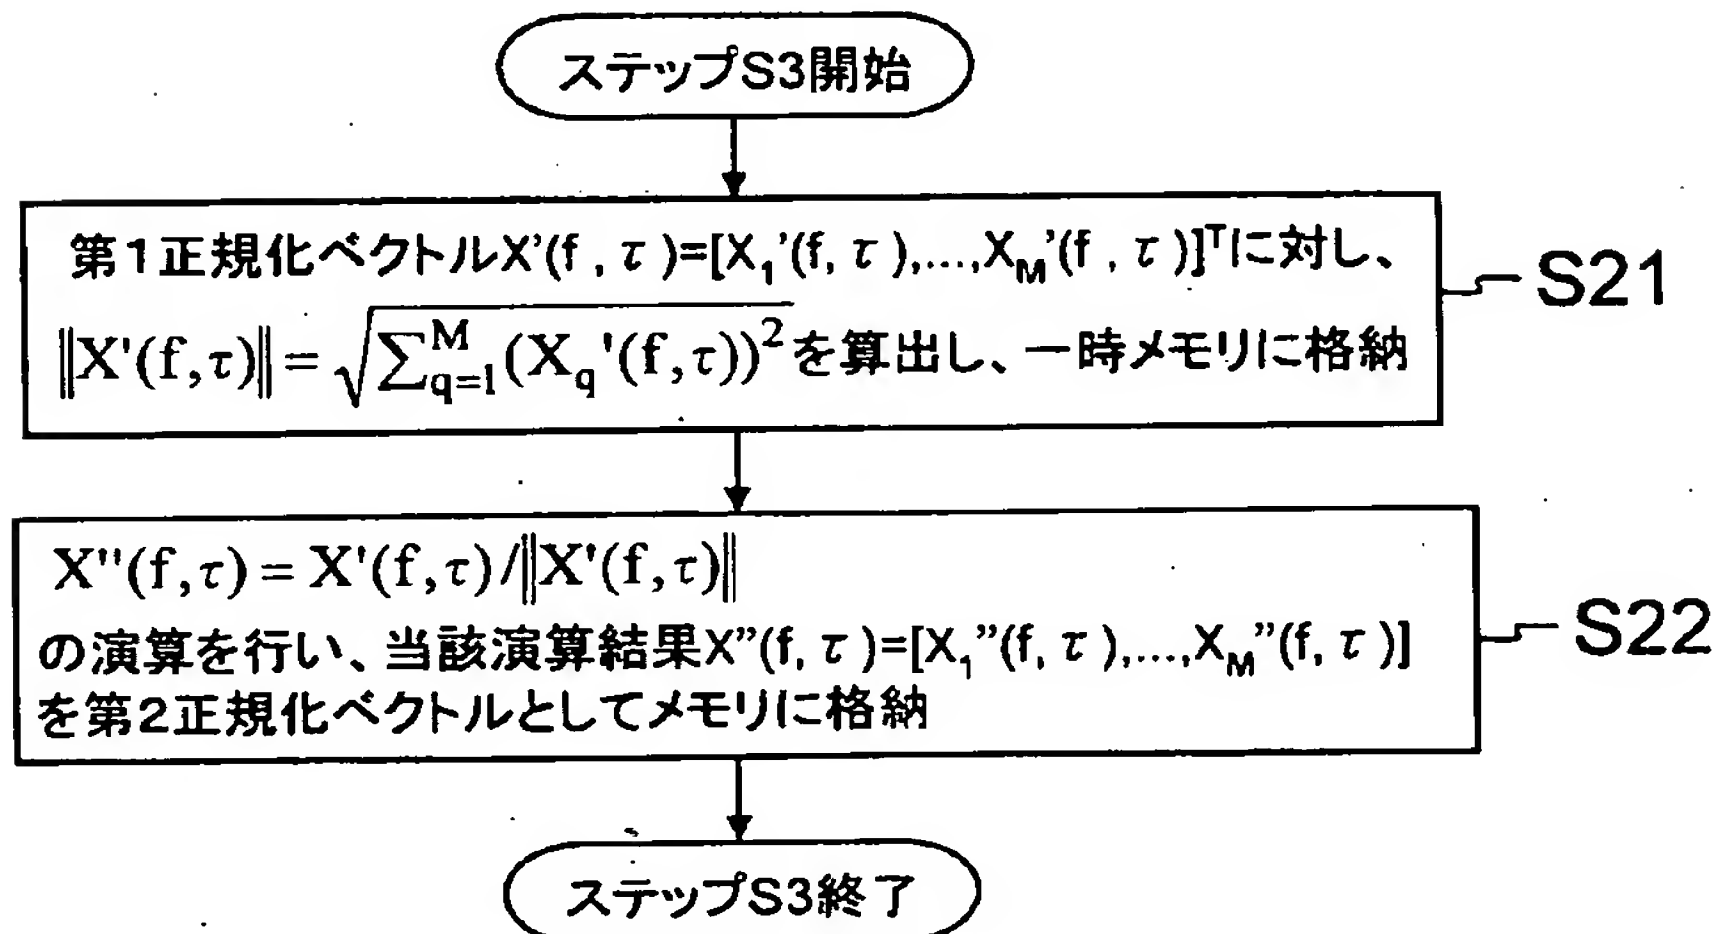 ステップS3開始
第1正規化ベクトルX'(f, τ)=[X₁'(f, τ),...,X_M'(f, τ)]ᵀに対し、
‖X'(f,τ)‖ = √∑_{q=1}^{M}(X_q'(f,τ))² を算出し、一時メモリに格納
S21
X''(f,τ) = X'(f,τ)/‖X'(f,τ)‖
の演算を行い、当該演算結果X''(f, τ)=[X₁''(f, τ),...,X_M''(f, τ)]
を第2正規化ベクトルとしてメモリに格納
S22
ステップS3終了